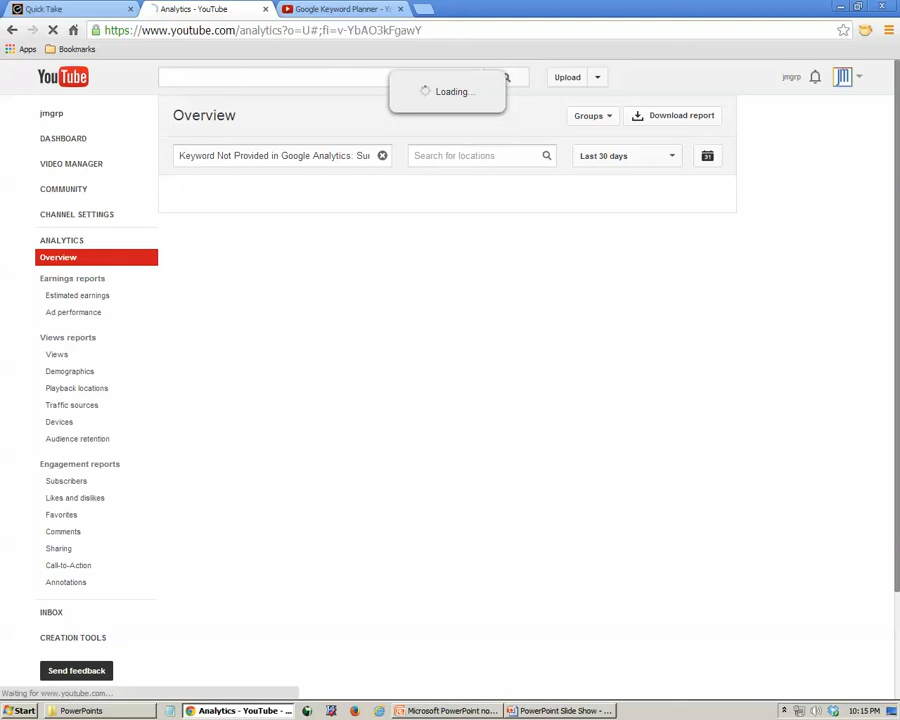 Quick Take
Analytics - YouTube
Google Keyword Planner - Y
https://www.youtube.com/analytics?o=U#;fi=v-YbAO3kFgawY
Apps
Bookmarks
YouTube
Upload
jmgrp
JM
Loading...
jmgrp
DASHBOARD
VIDEO MANAGER
COMMUNITY
CHANNEL SETTINGS
ANALYTICS
Overview
Earnings reports
Estimated earnings
Ad performance
Views reports
Views
Demographics
Playback locations
Traffic sources
Devices
Audience retention
Engagement reports
Subscribers
Likes and dislikes
Favorites
Comments
Sharing
Call-to-Action
Annotations
INBOX
CREATION TOOLS
Send feedback
Overview
Groups
Download report
Keyword Not Provided in Google Analytics: Su
Search for locations
Last 30 days
31
Waiting for www.youtube.com...
Start
PowerPoints
Analytics - YouTube - ...
Microsoft PowerPoint no...
PowerPoint Slide Show - ...
10:15 PM